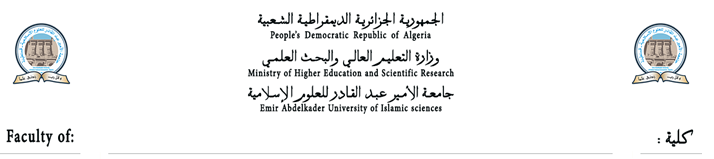 الجمهورية الجزائرية الديمقراطية الشعبية
People's Democratic Republic of Algeria
وزارة التعليم العالي والبحث العلمي
Ministry of Higher Education and Scientific Research
جامعة الأمير عبد القادر للعلوم الإسلامية
Emir Abdelkader University of Islamic sciences
Faculty of:
كلية :